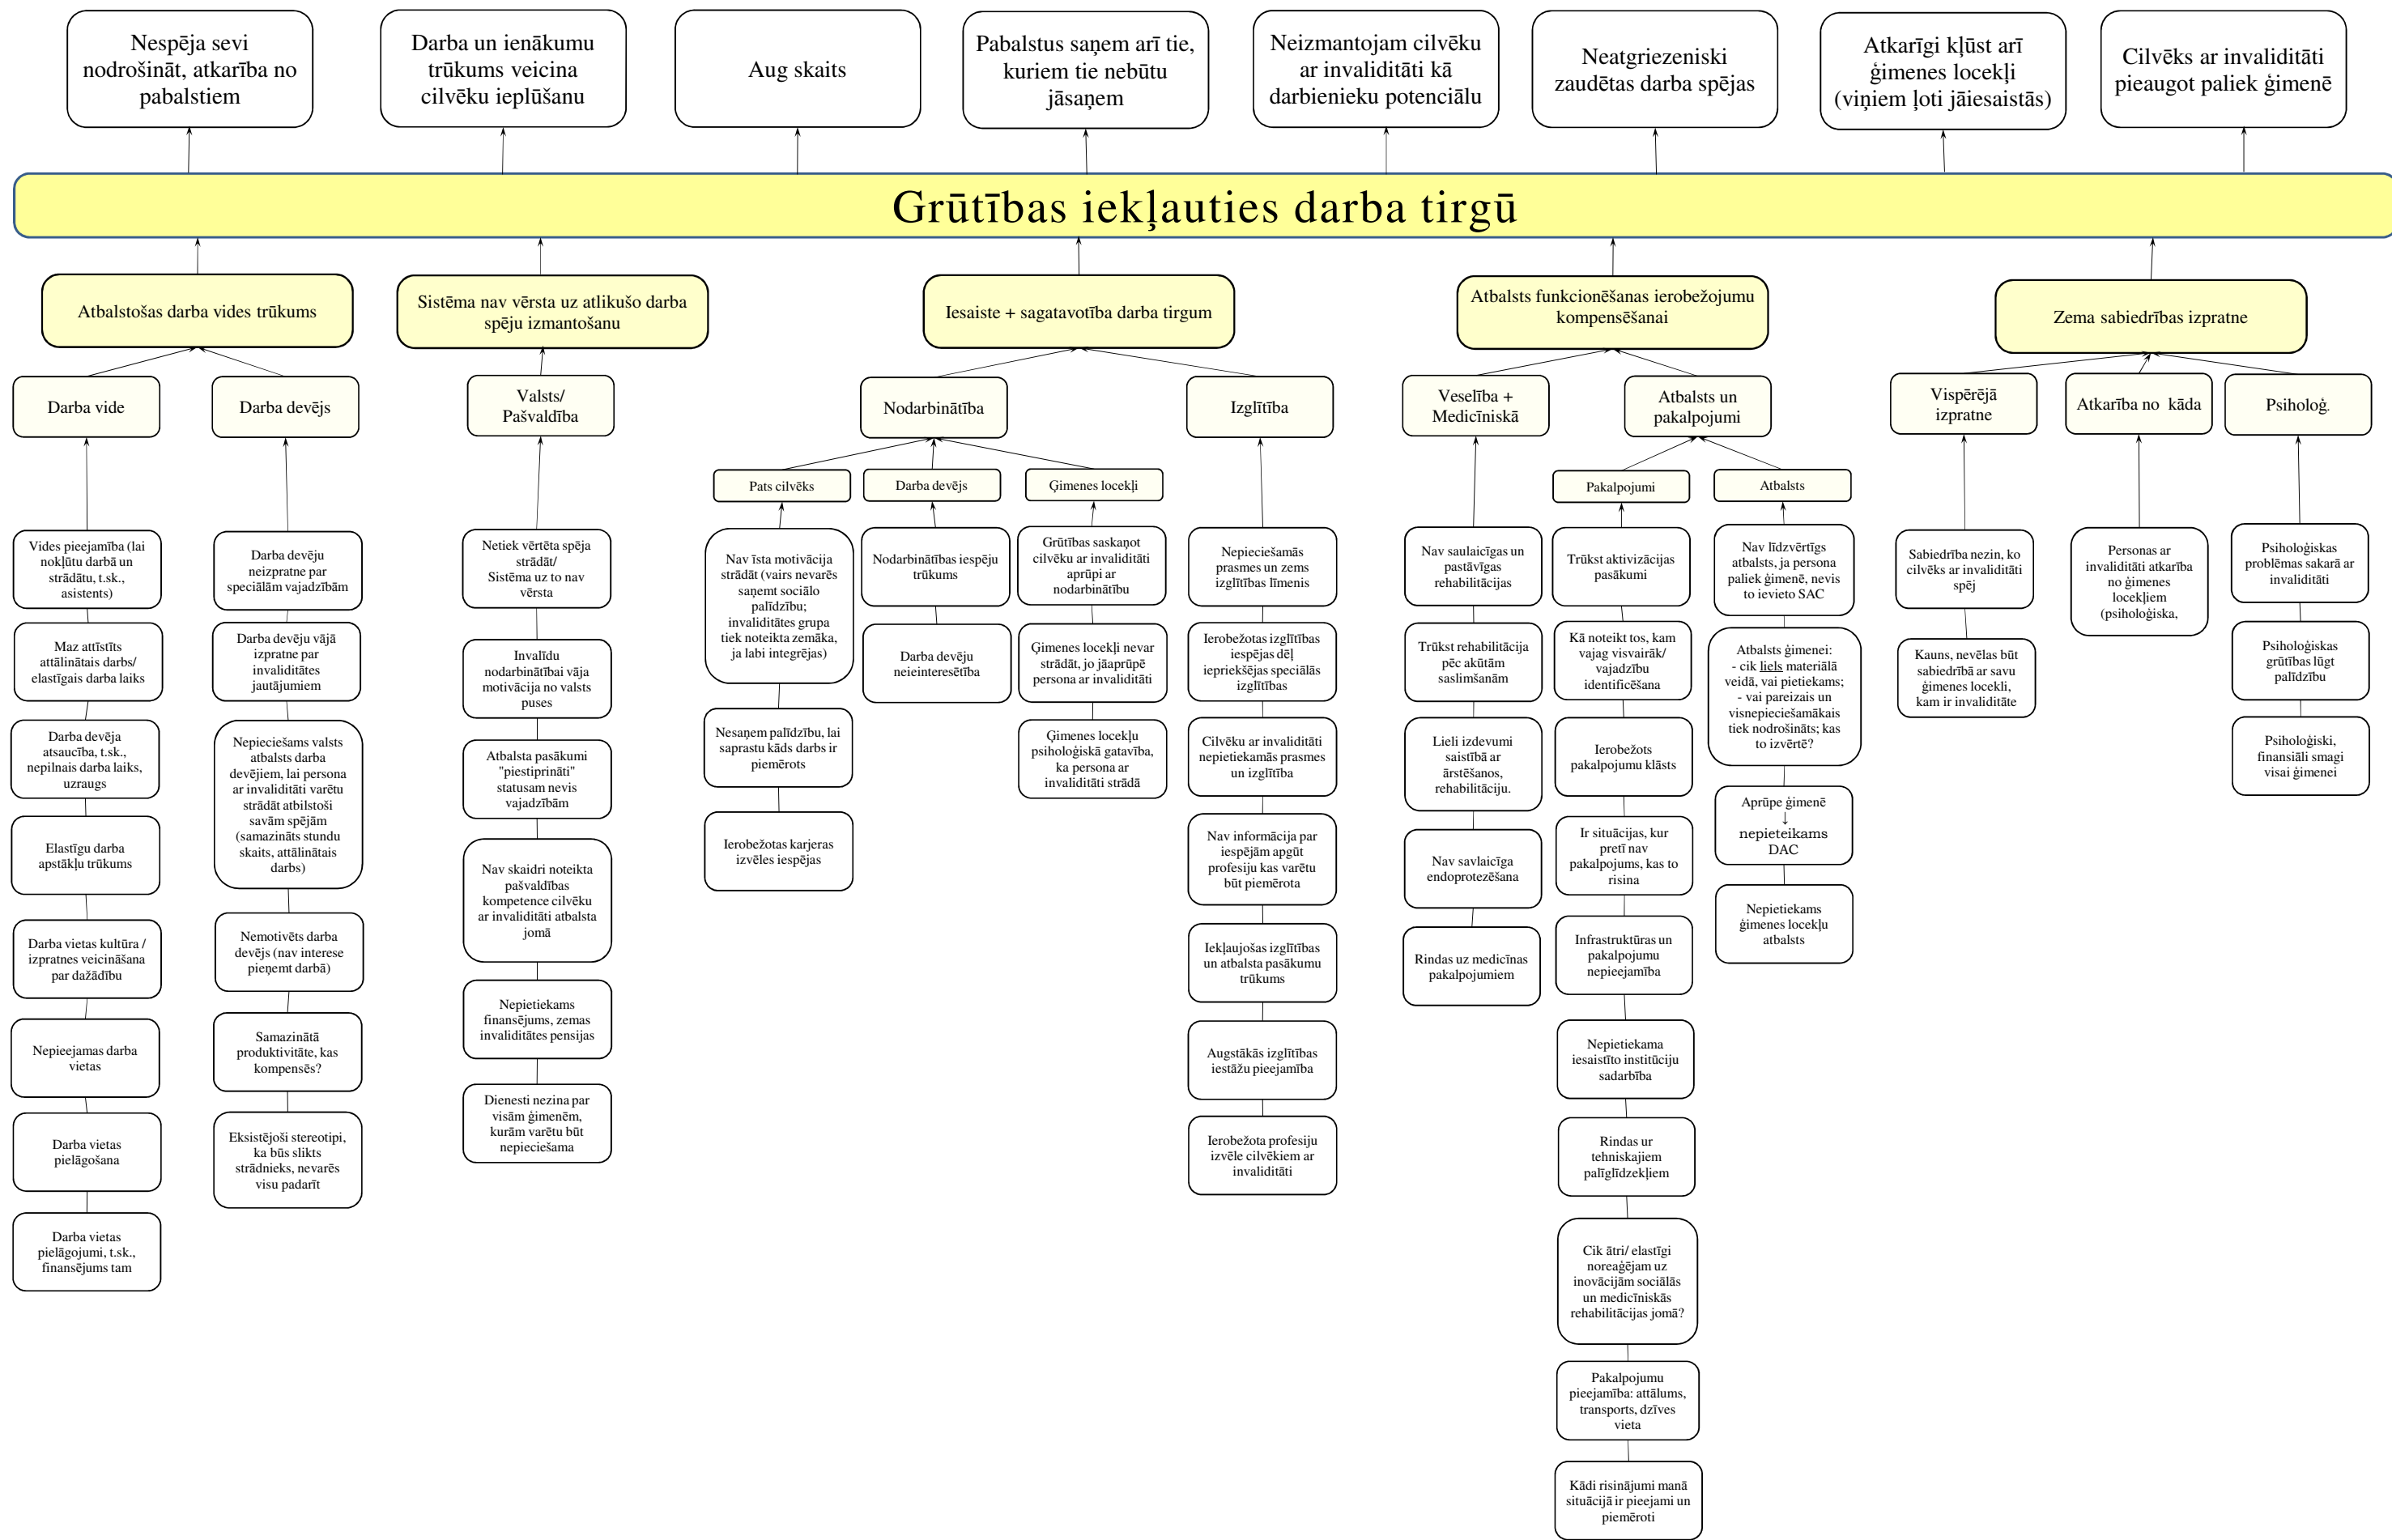 Nespēja sevi
nodrošināt, atkarība no
pabalstiem
Darba un ienākumu
trūkums veicina
cilvēku ieplūšanu
Aug skaits
Pabalstus saņem arī tie,
kuriem tie nebūtu
jāsaņem
Neizmantojam cilvēku
ar invaliditāti kā
darbienieku potenciālu
Neatgriezeniski
zaudētas darba spējas
Atkarīgi kļūst arī
ģimenes locekļi
(viņiem ļoti jāiesaistās)
Cilvēks ar invaliditāti
pieaugot paliek ģimenē
Grūtības iekļauties darba tirgū
Atbalstošas darba vides trūkums
Sistēma nav vērsta uz atlikušo darba
spēju izmantošanu
Iesaiste + sagatavotība darba tirgum
Atbalsts funkcionēšanas ierobežojumu
kompensēšanai
Zema sabiedrības izpratne
Darba vide
Darba devējs
Valsts/
Pašvaldība
Nodarbinātība
Izglītība
Veselība +
Medicīniskā
Atbalsts un
pakalpojumi
Vispērējā
izpratne
Atkarība no  kāda
Psiholoģ.
Pats cilvēks
Darba devējs
Ģimenes locekļi
Pakalpojumi
Atbalsts
Vides pieejamība (lai
nokļūtu darbā un
strādātu, t.sk.,
asistents)
Maz attīstīts
attālinātais darbs/
elastīgais darba laiks
Darba devēja
atsaucība, t.sk.,
nepilnais darba laiks,
uzraugs
Elastīgu darba
apstākļu trūkums
Darba vietas kultūra /
izpratnes veicināšana
par dažādību
Nepieejamas darba
vietas
Darba vietas
pielāgošana
Darba vietas
pielāgojumi, t.sk.,
finansējums tam
Darba devēju
neizpratne par
speciālām vajadzībām
Darba devēju vājā
izpratne par
invaliditātes
jautājumiem
Nepieciešams valsts
atbalsts darba
devējiem, lai persona
ar invaliditāti varētu
strādāt atbilstoši
savām spējām
(samazināts stundu
skaits, attālinātais
darbs)
Nemotivēts darba
devējs (nav interese
pieņemt darbā)
Samazinātā
produktivitāte, kas
kompensēs?
Eksistējoši stereotipi,
ka būs slikts
strādnieks, nevarēs
visu padarīt
Netiek vērtēta spēja
strādāt/
Sistēma uz to nav
vērsta
Invalīdu
nodarbinātībai vāja
motivācija no valsts
puses
Atbalsta pasākumi
"piestiprināti"
statusam nevis
vajadzībām
Nav skaidri noteikta
pašvaldības
kompetence cilvēku
ar invaliditāti atbalsta
jomā
Nepietiekams
finansējums, zemas
invaliditātes pensijas
Dienesti nezina par
visām ģimenēm,
kurām varētu būt
nepieciešama
Nav īsta motivācija
strādāt (vairs nevarēs
saņemt sociālo
palīdzību;
invaliditātes grupa
tiek noteikta zemāka,
ja labi integrējas)
Nesaņem palīdzību, lai
saprastu kāds darbs ir
piemērots
Ierobežotas karjeras
izvēles iespējas
Nodarbinātības iespēju
trūkums
Darba devēju
neieinteresētība
Grūtības saskaņot
cilvēku ar invaliditāti
aprūpi ar
nodarbinātību
Ģimenes locekļi nevar
strādāt, jo jāaprūpē
persona ar invaliditāti
Ģimenes locekļu
psiholoģiskā gatavība,
ka persona ar
invaliditāti strādā
Nepieciešamās
prasmes un zems
izglītības līmenis
Ierobežotas izglītības
iespējas dēļ
iepriekšējas speciālās
izglītības
Cilvēku ar invaliditāti
nepietiekamās prasmes
un izglītība
Nav informācija par
iespējām apgūt
profesiju kas varētu
būt piemērota
Iekļaujošas izglītības
un atbalsta pasākumu
trūkums
Augstākās izglītības
iestāžu pieejamība
Ierobežota profesiju
izvēle cilvēkiem ar
invaliditāti
Nav saulaicīgas un
pastāvīgas
rehabilitācijas
Trūkst rehabilitācija
pēc akūtām
saslimšanām
Lieli izdevumi
saistībā ar
ārstēšanos,
rehabilitāciju.
Nav savlaicīga
endoprotezēšana
Rindas uz medicīnas
pakalpojumiem
Trūkst aktivizācijas
pasākumi
Kā noteikt tos, kam
vajag visvairāk/
vajadzību
identificēšana
Ierobežots
pakalpojumu klāsts
Ir situācijas, kur
pretī nav
pakalpojums, kas to
risina
Infrastruktūras un
pakalpojumu
nepieejamība
Nepietiekama
iesaistīto institūciju
sadarbība
Rindas ur
tehniskajiem
palīglīdzekļiem
Cik ātri/ elastīgi
noreaģējam uz
inovācijām sociālās
un medicīniskās
rehabilitācijas jomā?
Pakalpojumu
pieejamība: attālums,
transports, dzīves
vieta
Kādi risinājumi manā
situācijā ir pieejami un
piemēroti
Nav līdzvērtīgs
atbalsts, ja persona
paliek ģimenē, nevis
to ievieto SAC
Atbalsts ģimenei:
- cik liels materiālā
veidā, vai pietiekams;
- vai pareizais un
visnepieciešamākais
tiek nodrošināts; kas
to izvērtē?
Aprūpe ģimenē
↓
nepieteikams
DAC
Nepietiekams
ģimenes locekļu
atbalsts
Sabiedrība nezin, ko
cilvēks ar invaliditāti
spēj
Kauns, nevēlas būt
sabiedrībā ar savu
ģimenes locekli,
kam ir invaliditāte
Personas ar
invaliditāti atkarība
no ģimenes
locekļiem
(psiholoģiska,
Psiholoģiskas
problēmas sakarā ar
invaliditāti
Psiholoģiskas
grūtības lūgt
palīdzību
Psiholoģiski,
finansiāli smagi
visai ģimenei